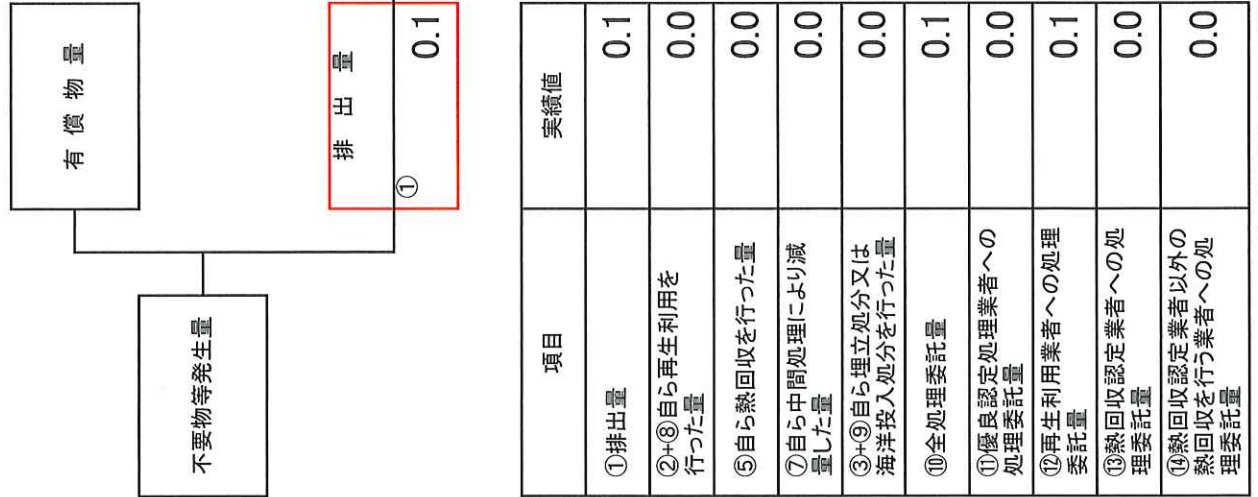 有償物量
不要物等発生量
排出量
①
0.1
項目
実績値
①排出量
0.1
②+⑧自ら再生利用を
行った量
0.0
⑤自ら熱回収を行った量
0.0
⑦自ら中間処理により減
量した量
0.0
③+⑨自ら埋立処分又は
海洋投入処分を行った量
0.0
⑩全処理委託量
0.1
⑪優良認定処理業者への
処理委託量
0.0
⑫再生利用業者への処理
委託量
0.1
⑬熱回収認定業者への処
理委託量
0.0
⑭熱回収認定業者以外の
熱回収を行う業者への処
理委託量
0.0